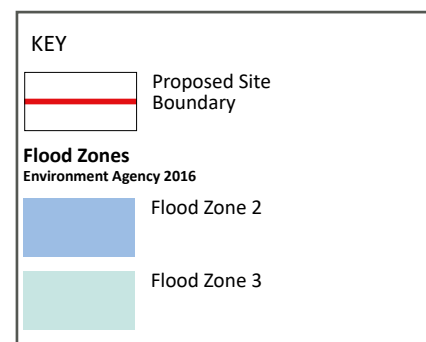 KEY
Proposed Site
Boundary
Flood Zones
Environment Agency 2016
Flood Zone 2
Flood Zone 3